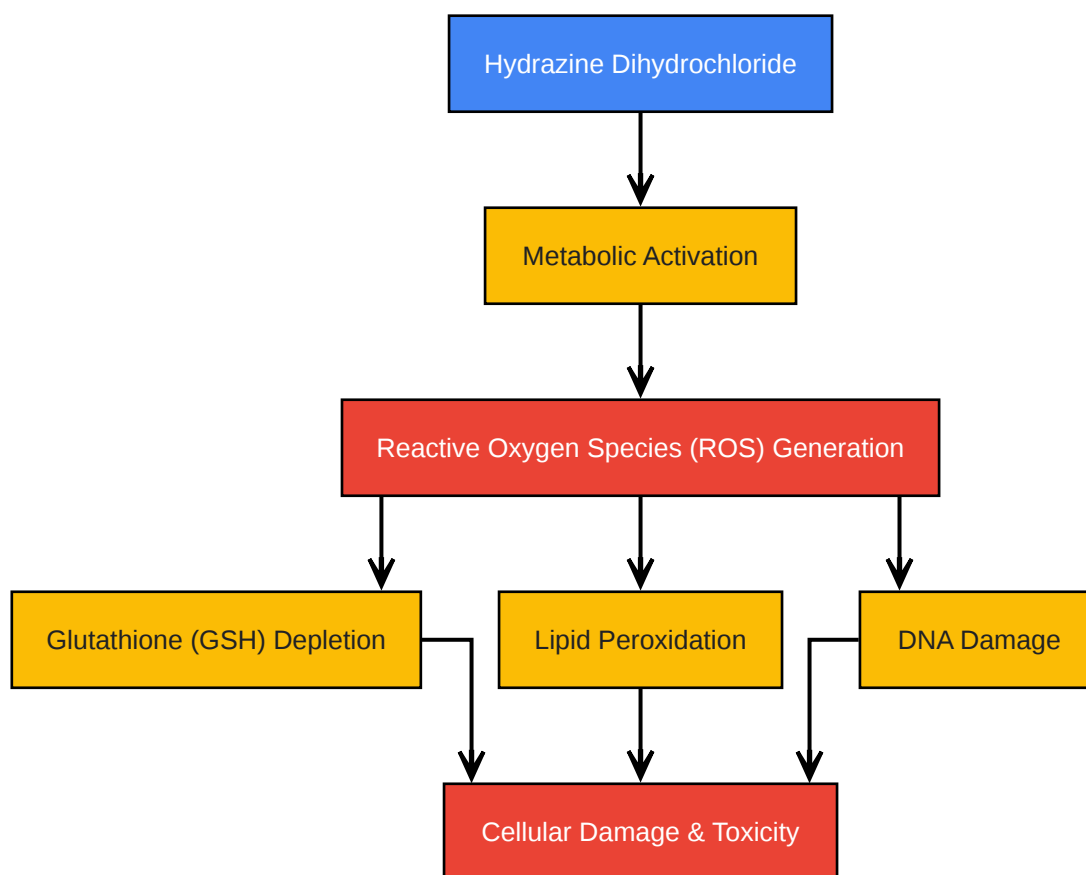 Hydrazine Dihydrochloride
Metabolic Activation
Reactive Oxygen Species (ROS) Generation
Glutathione (GSH) Depletion
Lipid Peroxidation
DNA Damage
Cellular Damage & Toxicity